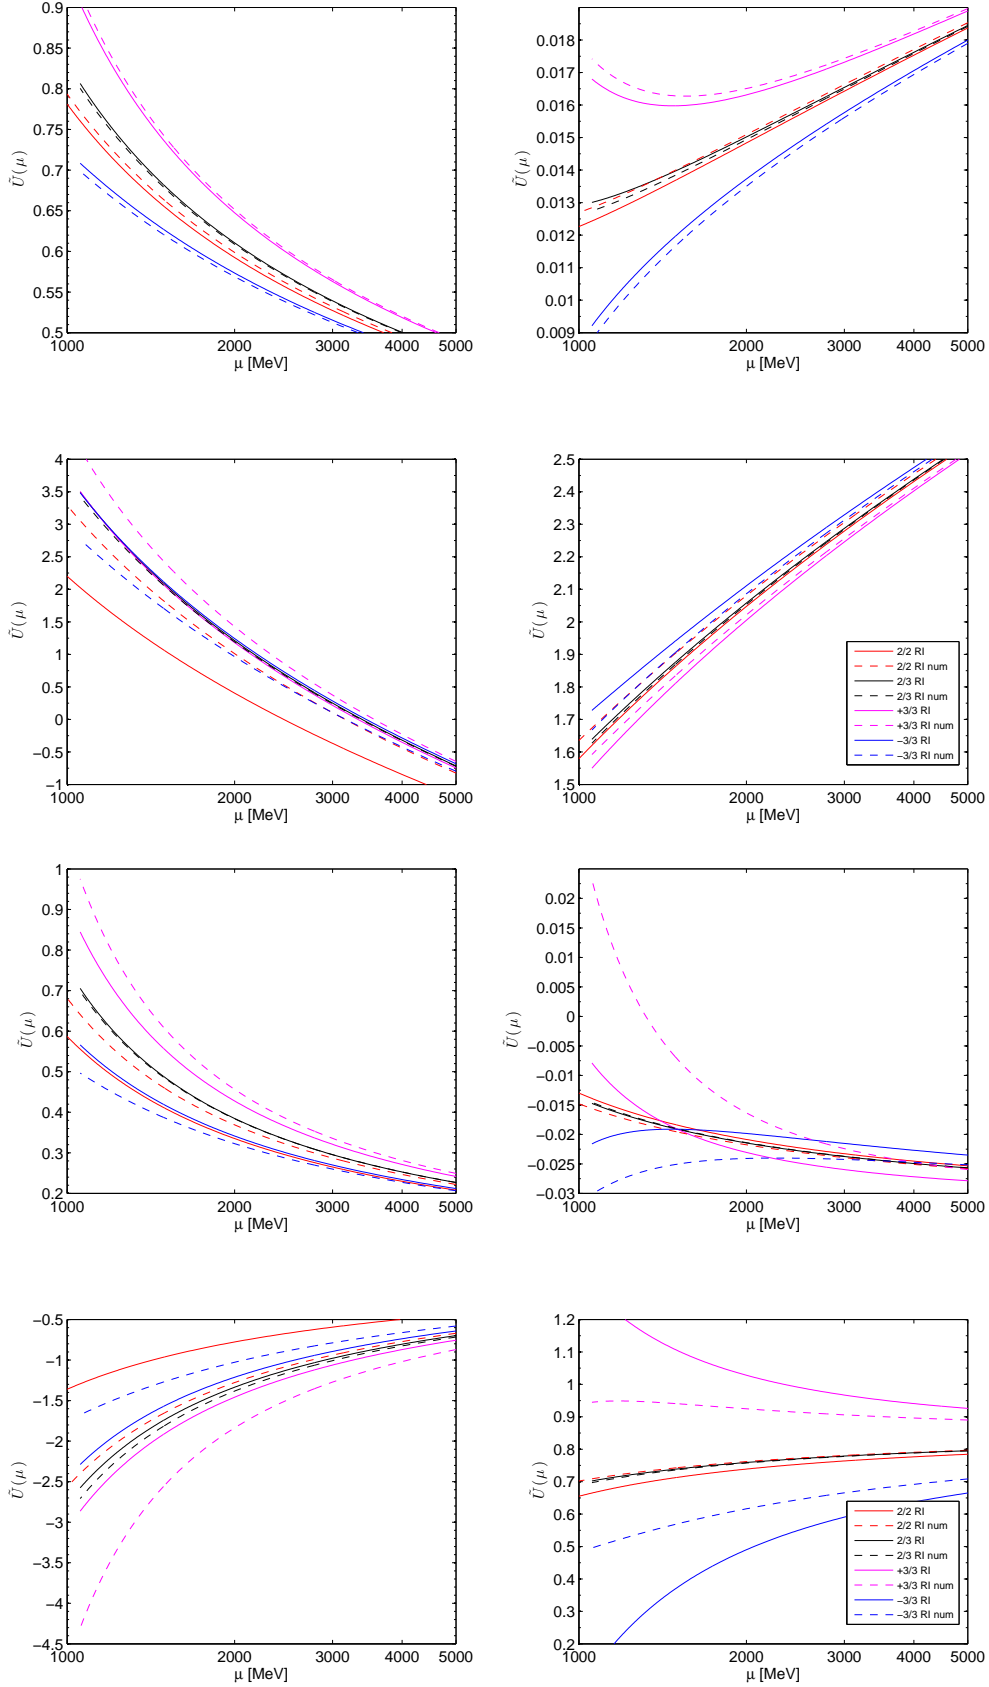 0.9
0.85
0.8
0.75
0.7
0.65
0.6
0.55
0.5
Ũ(μ)
1000 2000 3000 4000 5000
μ [MeV]
0.018
0.017
0.016
0.015
0.014
0.013
0.012
0.011
0.01
0.009
Ũ(μ)
1000 2000 3000 4000 5000
μ [MeV]
4
3.5
3
2.5
2
1.5
1
0.5
0
−0.5
−1
Ũ(μ)
1000 2000 3000 4000 5000
μ [MeV]
2.5
2.4
2.3
2.2
2.1
2
1.9
1.8
1.7
1.6
1.5
Ũ(μ)
1000 2000 3000 4000 5000
μ [MeV]
2/2 RI
2/2 RI num
2/3 RI
2/3 RI num
+3/3 RI
+3/3 RI num
−3/3 RI
−3/3 RI num
1
0.9
0.8
0.7
0.6
0.5
0.4
0.3
0.2
Ũ(μ)
1000 2000 3000 4000 5000
μ [MeV]
0.02
0.015
0.01
0.005
0
−0.005
−0.01
−0.015
−0.02
−0.025
−0.03
Ũ(μ)
1000 2000 3000 4000 5000
μ [MeV]
−0.5
−1
−1.5
−2
−2.5
−3
−3.5
−4
−4.5
Ũ(μ)
1000 2000 3000 4000 5000
μ [MeV]
1.2
1.1
1
0.9
0.8
0.7
0.6
0.5
0.4
0.3
0.2
Ũ(μ)
1000 2000 3000 4000 5000
μ [MeV]
2/2 RI
2/2 RI num
2/3 RI
2/3 RI num
+3/3 RI
+3/3 RI num
−3/3 RI
−3/3 RI num